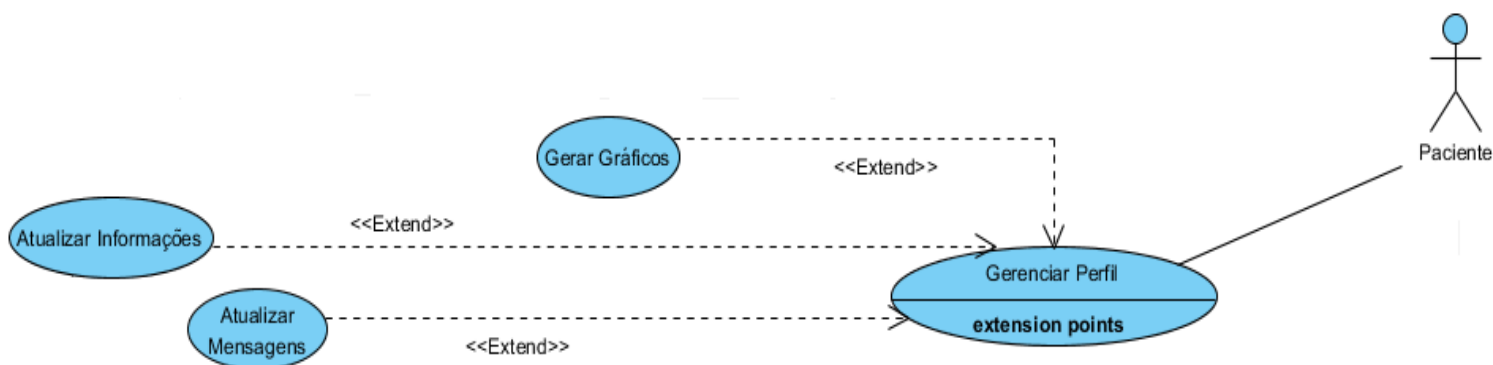 Paciente
Gerar Gráficos
<<Extend>>
Atualizar Informações
<<Extend>>
Gerenciar Perfil
extension points
Atualizar
Mensagens
<<Extend>>